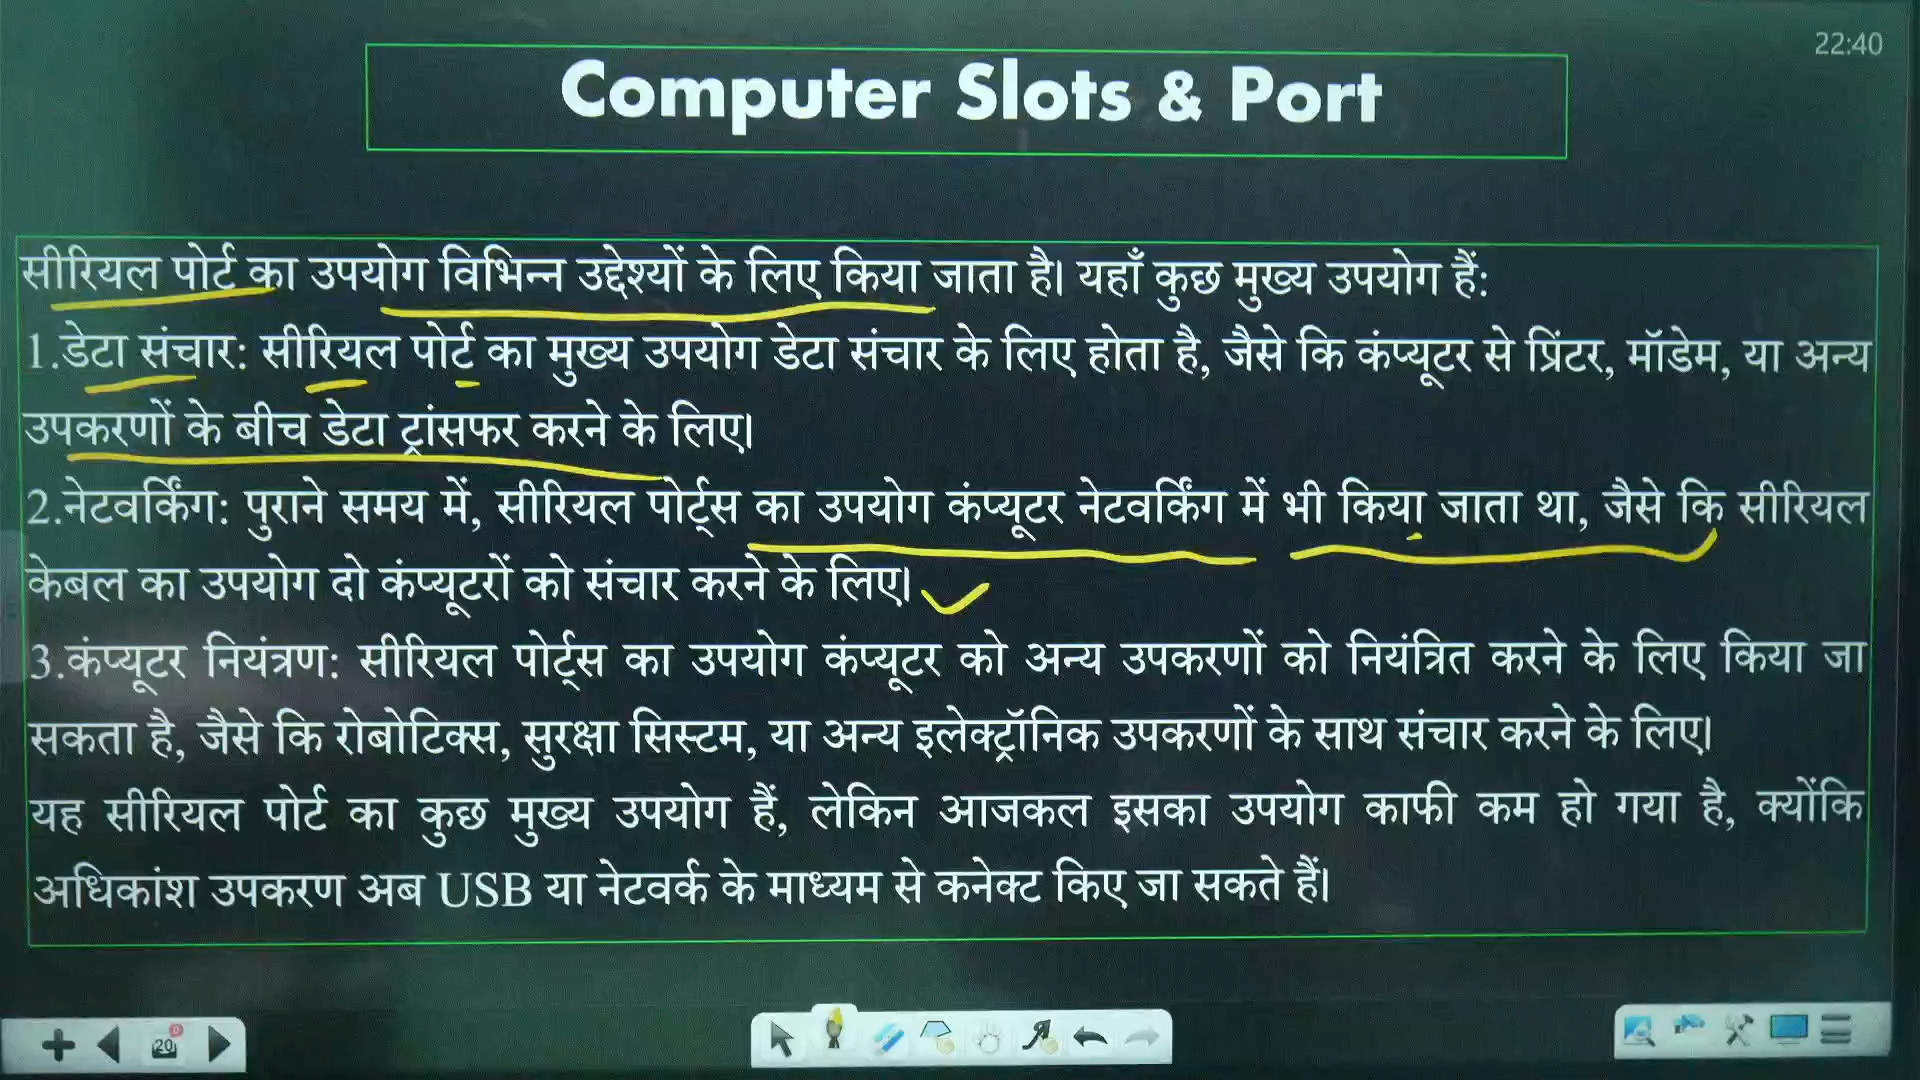 22:40
Computer Slots & Port
सीरियल पोर्ट का उपयोग विभिन्न उद्देश्यों के लिए किया जाता है। यहाँ कुछ मुख्य उपयोग हैं:
1.डेटा संचार: सीरियल पोर्ट का मुख्य उपयोग डेटा संचार के लिए होता है, जैसे कि कंप्यूटर से प्रिंटर, मॉडेम, या अन्य
उपकरणों के बीच डेटा ट्रांसफर करने के लिए।
2.नेटवर्किंग: पुराने समय में, सीरियल पोर्ट्स का उपयोग कंप्यूटर नेटवर्किंग में भी किया जाता था, जैसे कि सीरियल
केबल का उपयोग दो कंप्यूटरों को संचार करने के लिए।
3.कंप्यूटर नियंत्रण: सीरियल पोर्ट्स का उपयोग कंप्यूटर को अन्य उपकरणों को नियंत्रित करने के लिए किया जा
सकता है, जैसे कि रोबोटिक्स, सुरक्षा सिस्टम, या अन्य इलेक्ट्रॉनिक उपकरणों के साथ संचार करने के लिए।
यह सीरियल पोर्ट का कुछ मुख्य उपयोग हैं, लेकिन आजकल इसका उपयोग काफी कम हो गया है, क्योंकि
अधिकांश उपकरण अब USB या नेटवर्क के माध्यम से कनेक्ट किए जा सकते हैं।
20
0